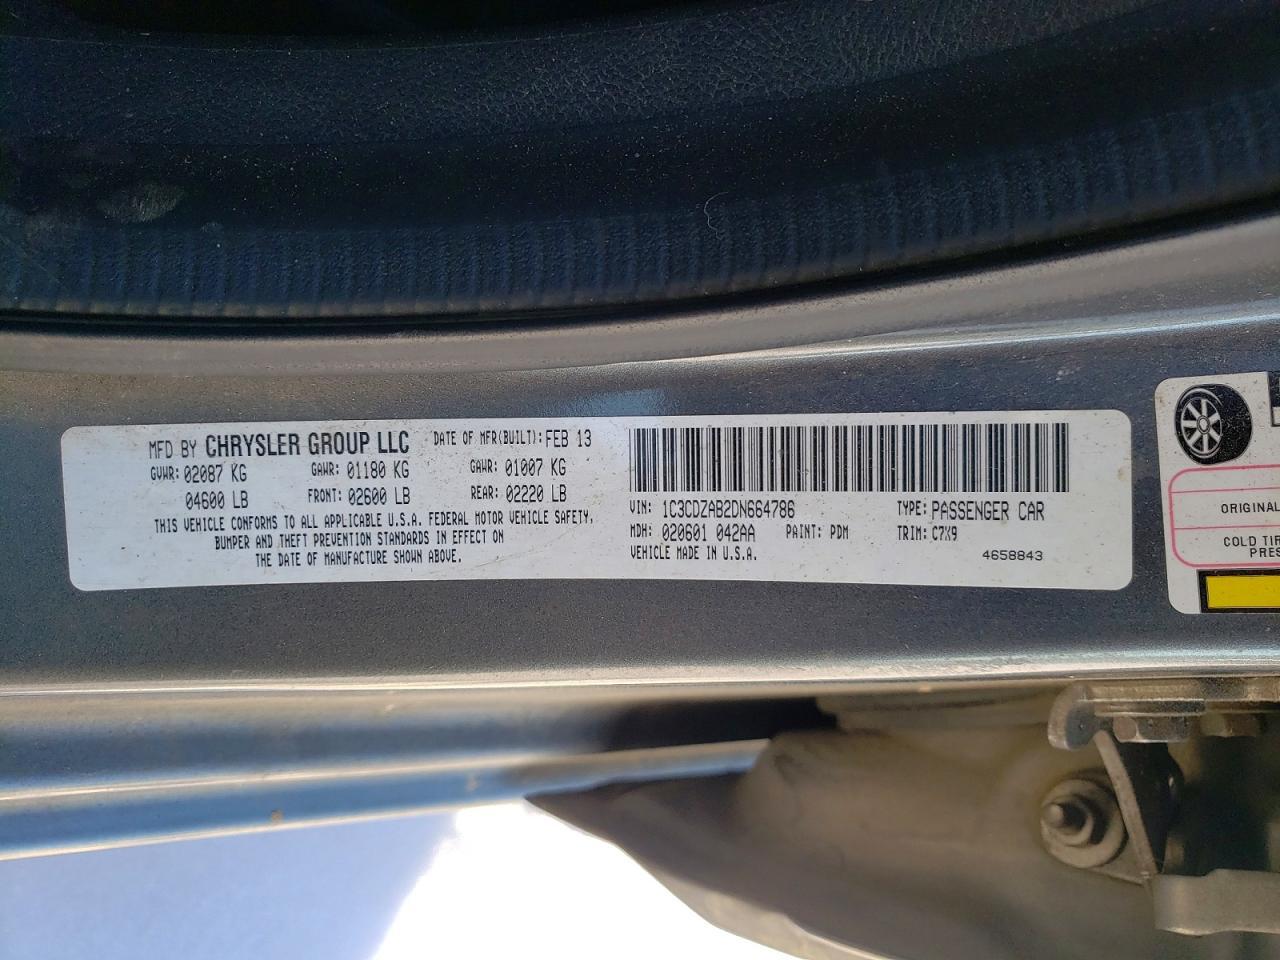 MFD BY CHRYSLER GROUP LLC DATE OF MFR(BUILT): FEB 13
GVWR: 02087 KG GAWR: 01180 KG GAWR: 01007 KG
04600 LB FRONT: 02600 LB REAR: 02220 LB
THIS VEHICLE CONFORMS TO ALL APPLICABLE U.S.A. FEDERAL MOTOR VEHICLE SAFETY,
BUMPER AND THEFT PREVENTION STANDARDS IN EFFECT ON
THE DATE OF MANUFACTURE SHOWN ABOVE.
VIN: 1C3CDZAB2DN664786 TYPE: PASSENGER CAR
MDH: 020601 042AA PAINT: PDM TRIM: C7X9
VEHICLE MADE IN U.S.A. 4658843
ORIGINAL
COLD TIR
PRES